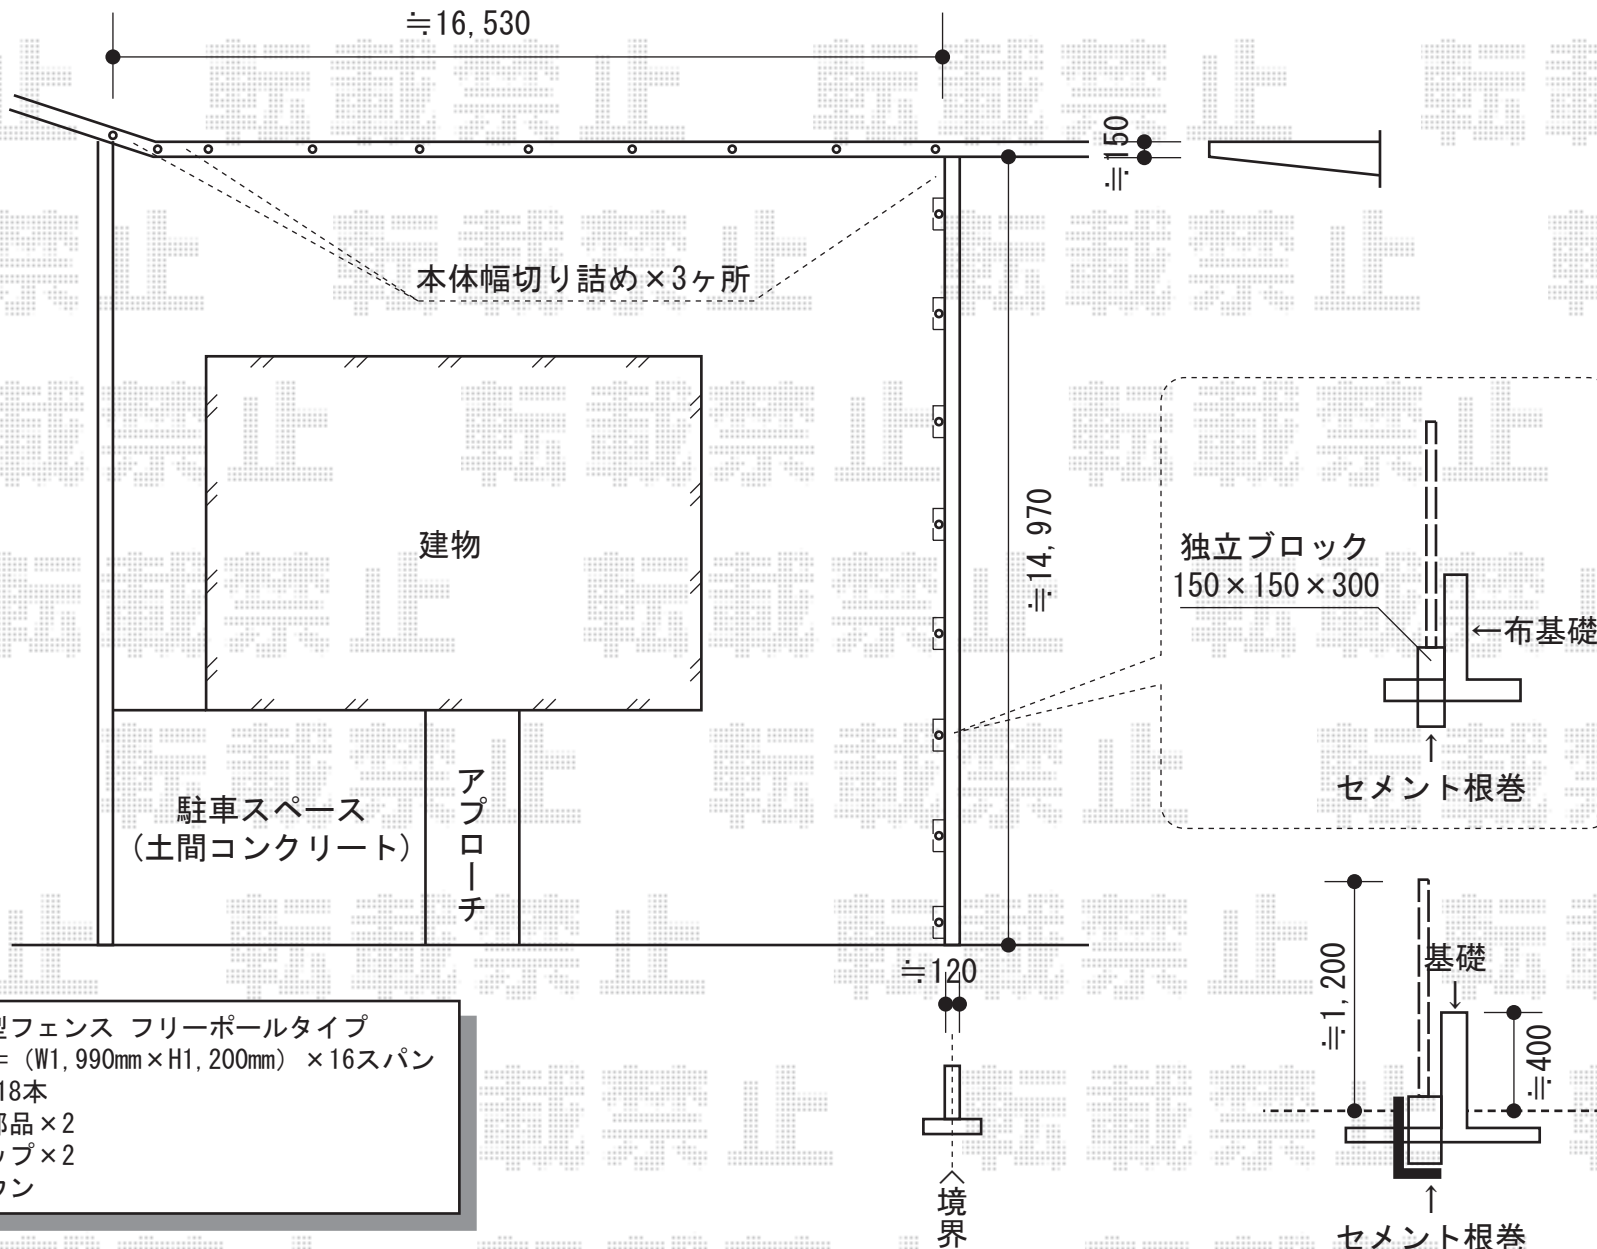 ≒16,530
≒150
本体幅切り詰め×3ヶ所
建物
≒14,970
独立ブロック
150×150×300
←布基礎
↑
セメント根巻
駐車スペース
(土間コンクリート)
アプローチ
≒120
境界
≒1,200
基礎
↓
≒400
↑
セメント根巻
型フェンス フリーポールタイプ
= (W1,990mm×H1,200mm) ×16スパン
18本
部品×2
ップ×2
ウン
転載禁止